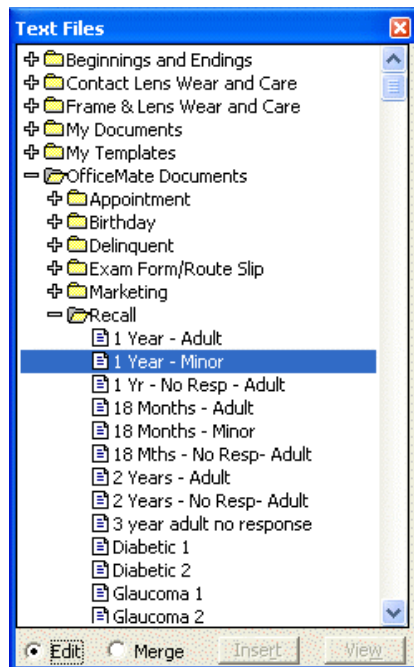 Text Files
Beginnings and Endings
Contact Lens Wear and Care
Frame & Lens Wear and Care
My Documents
My Templates
OfficeMate Documents
Appointment
Birthday
Delinquent
Exam Form/Route Slip
Marketing
Recall
1 Year - Adult
1 Year - Minor
1 Yr - No Resp - Adult
18 Months - Adult
18 Months - Minor
18 Mths - No Resp- Adult
2 Years - Adult
2 Years - No Resp- Adult
3 year adult no response
Diabetic 1
Diabetic 2
Glaucoma 1
Glaucoma 2
Edit Merge Insert View